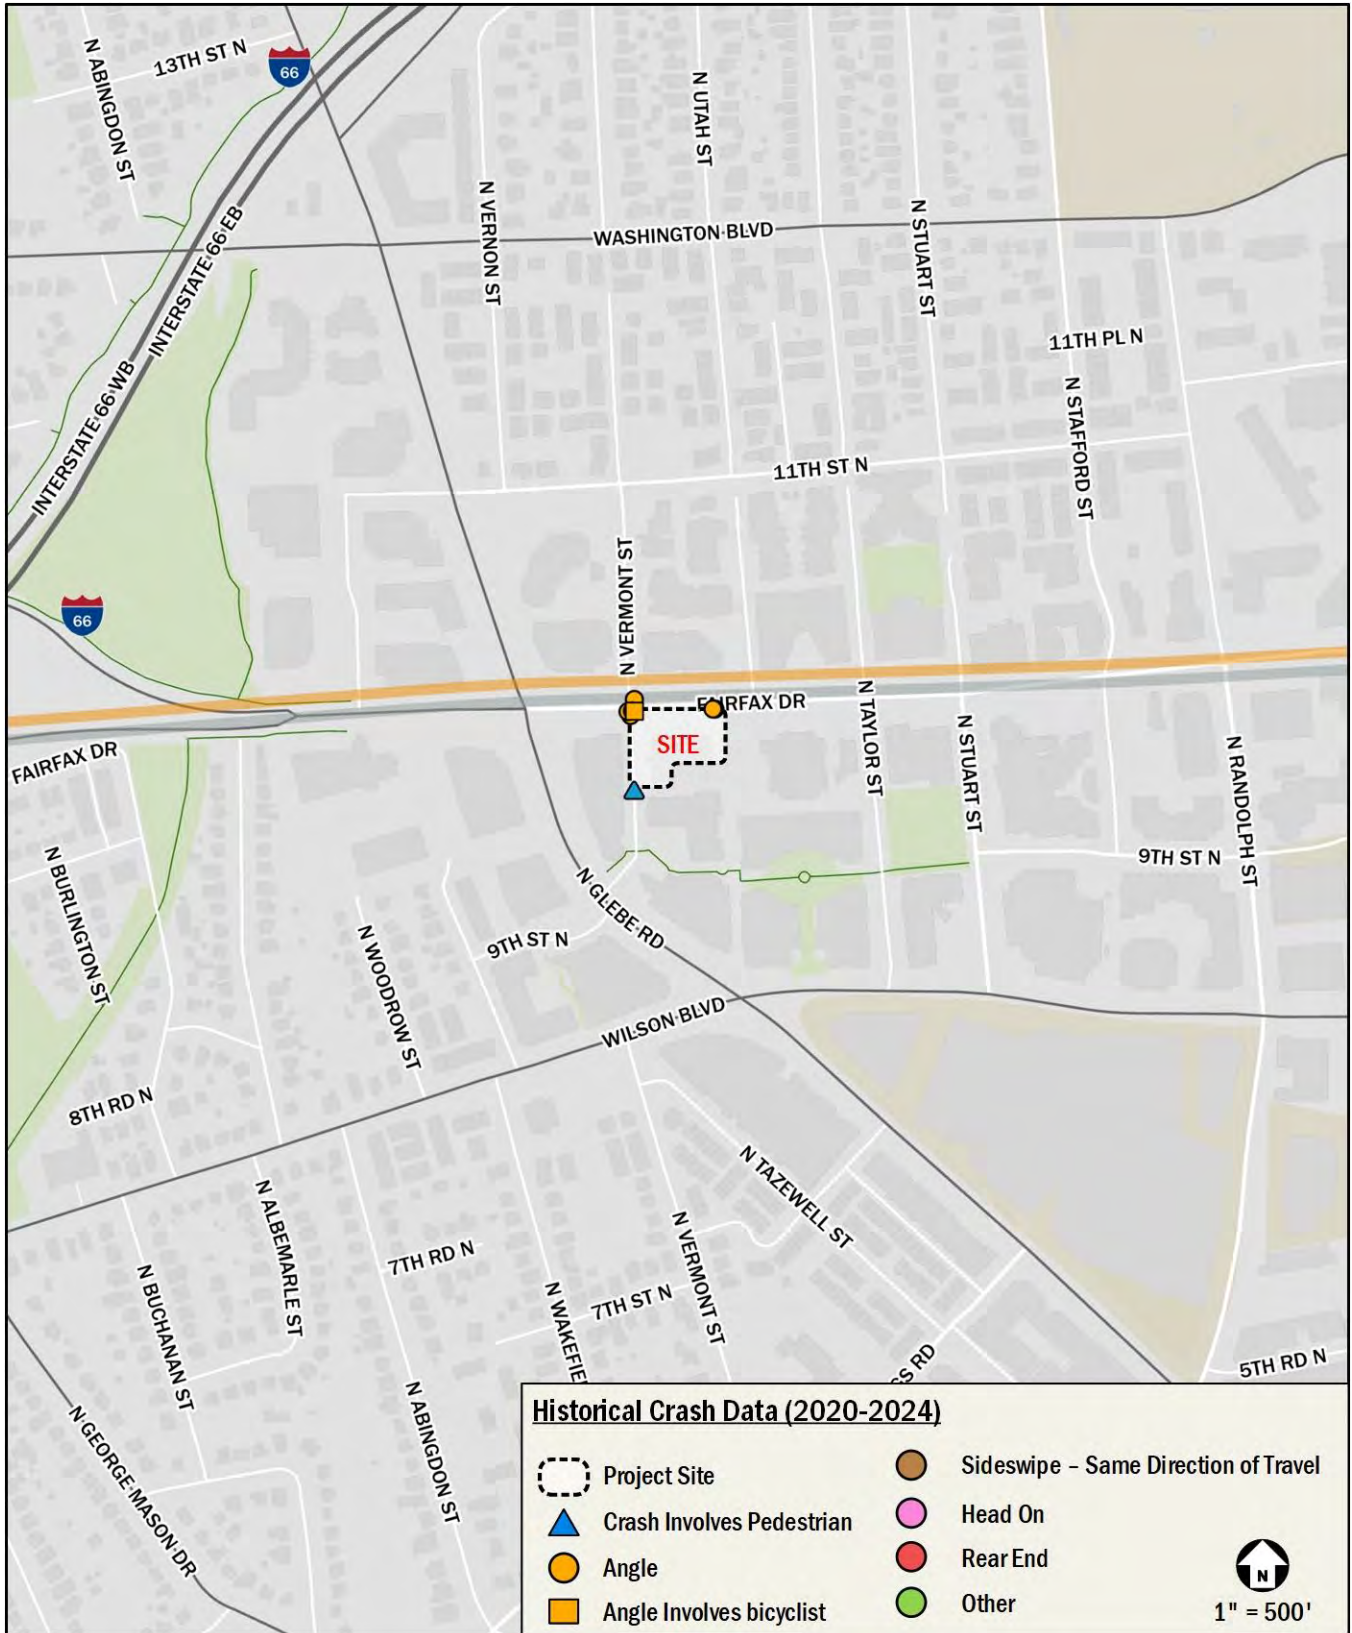 13TH ST N
66
N ABINGDON ST
N UTAH ST
N VERNON ST
WASHINGTON BLVD
N STUART ST
INTERSTATE 66 EB
INTERSTATE 66 WB
11TH PL N
N STAFFORD ST
11TH ST N
N VERMONT ST
66
FAIRFAX DR
FAIRFAX DR
SITE
N TAYLOR ST
N STUART ST
N RANDOLPH ST
9TH ST N
N BURLINGTON ST
N GLEBE RD
9TH ST N
N WOODROW ST
WILSON BLVD
8TH RD N
N TAZEWELL ST
N ALBEMARLE ST
N VERMONT ST
7TH RD N
N BUCHANAN ST
7TH ST N
N WAKEFIE
5TH RD N
SS RD
N ABINGDON ST
N GEORGE MASON DR
Historical Crash Data (2020-2024)
Project Site
Crash Involves Pedestrian
Angle
Angle Involves bicyclist
Sideswipe – Same Direction of Travel
Head On
Rear End
Other
N
1" = 500'